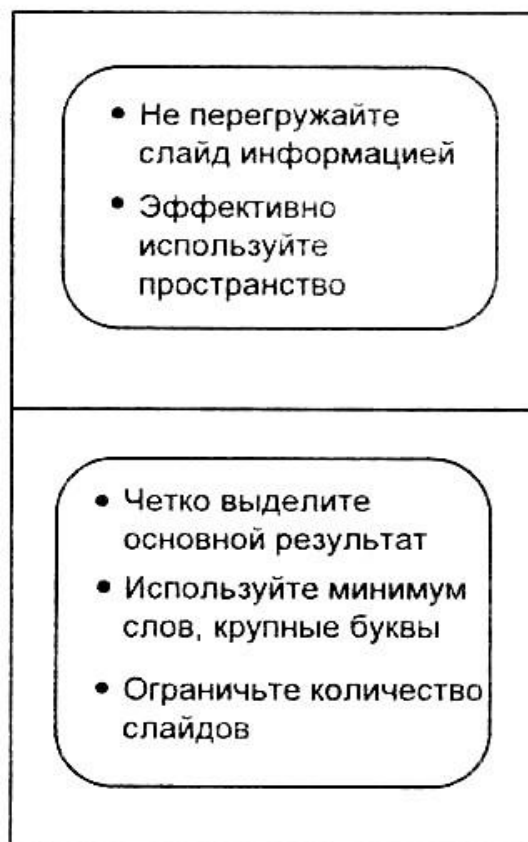 • Не перегружайте
слайд информацией
• Эффективно
используйте
пространство
• Четко выделите
основной результат
• Используйте минимум
слов, крупные буквы
• Ограничьте количество
слайдов